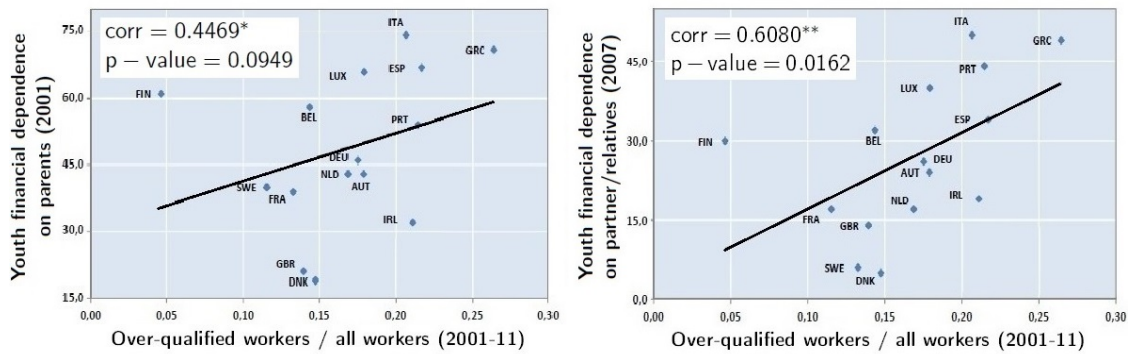 corr = 0.4469*
p − value = 0.0949
Youth financial dependence
on parents (2001)
75.0
60.0
45.0
30.0
15.0
ITA
GRC
LUX
ESP
FIN
BEL
PRT
DEU
NLD
AUT
SWE
FRA
IRL
GBR
DNK
0,00
0,05
0,10
0,15
0,20
0,25
0,30
Over-qualified workers / all workers (2001-11)
corr = 0.6080**
p − value = 0.0162
Youth financial dependence
on partner/relatives (2007)
45,0
30,0
15,0
0,0
ITA
GRC
PRT
LUX
ESP
BEL
FIN
DEU
AUT
IRL
NLD
FRA
GBR
SWE
DNK
0,00
0,05
0,10
0,15
0,20
0,25
0,30
Over-qualified workers / all workers (2001-11)